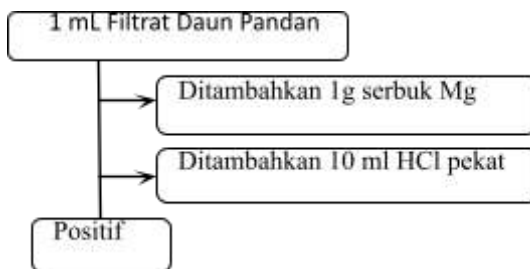 1 mL Filtrat Daun Pandan
Ditambahkan 1g serbuk Mg
Ditambahkan 10 ml HCl pekat
Positif